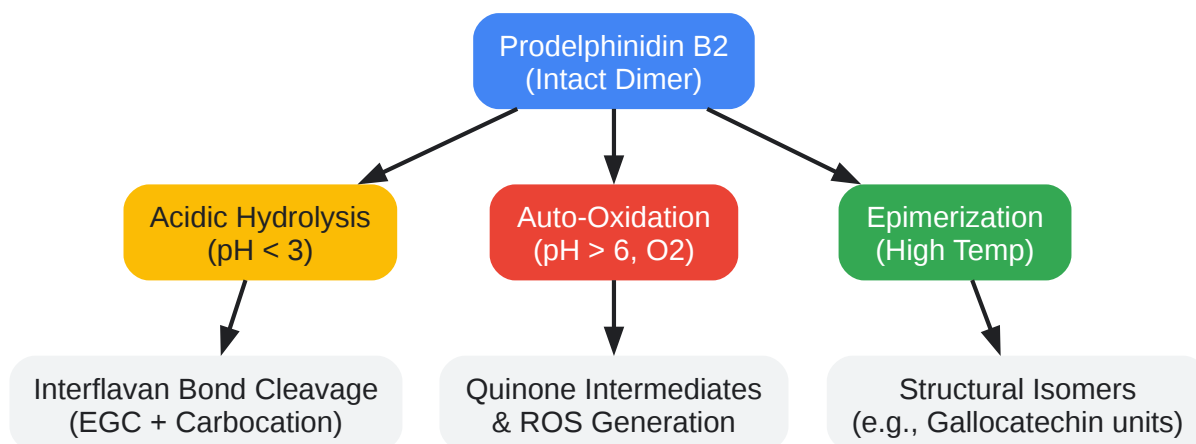 Prodelphinidin B2
(Intact Dimer)
Acidic Hydrolysis
(pH < 3)
Auto-Oxidation
(pH > 6, O2)
Epimerization
(High Temp)
Interflavan Bond Cleavage
(EGC + Carbocation)
Quinone Intermediates
& ROS Generation
Structural Isomers
(e.g., Gallocatechin units)